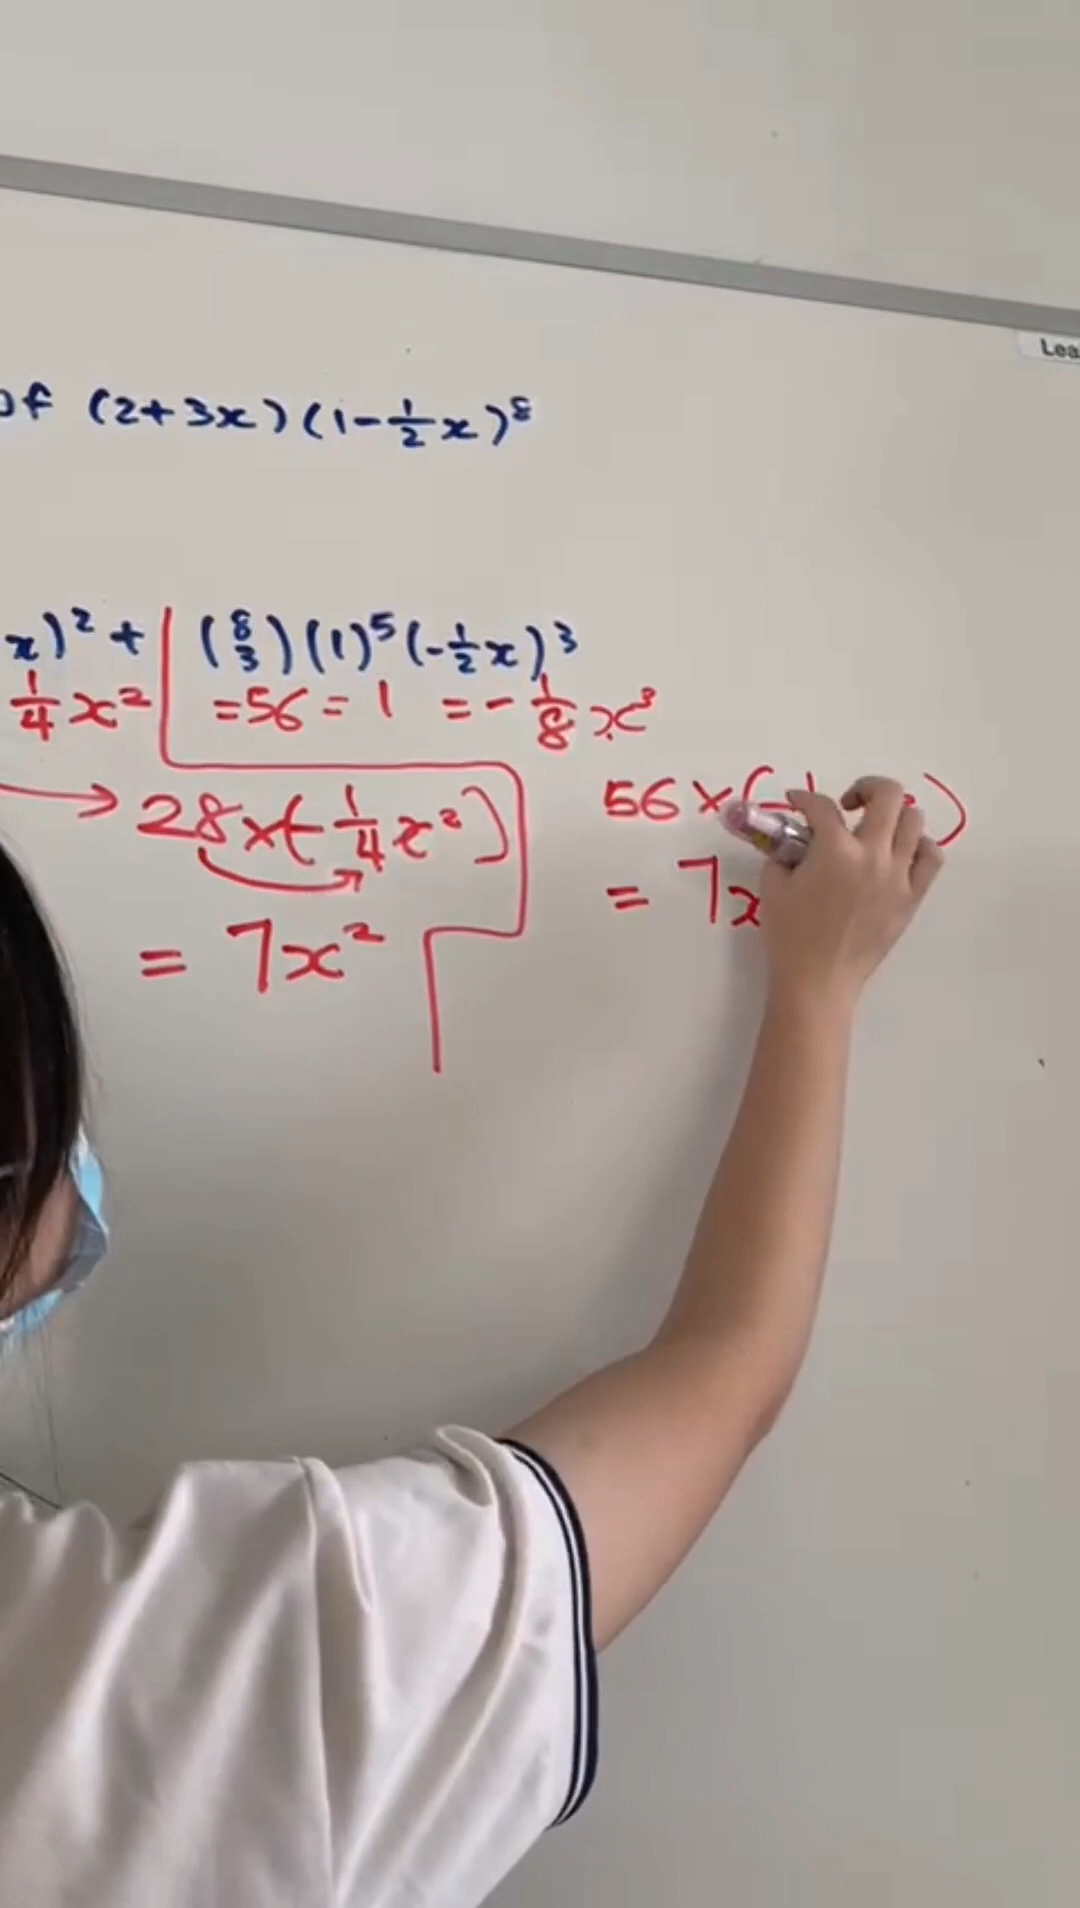 Lea
of (2+3x)(1-1/2x)⁸
x)² + (8 3)(1)⁵(-1/2x)³
1/4x² =56 =1 =-1/8x³
28×(-1/4x²)
= 7x²
56×(-1
= 7x